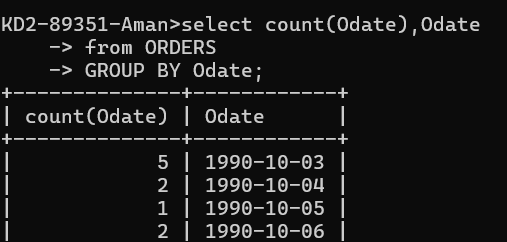 KD2-89351-Aman>select count(Odate),Odate
-> from ORDERS
-> GROUP BY Odate;
+--------------+------------+
| count(Odate) | Odate      |
+--------------+------------+
|            5 | 1990-10-03 |
|            2 | 1990-10-04 |
|            1 | 1990-10-05 |
|            2 | 1990-10-06 |